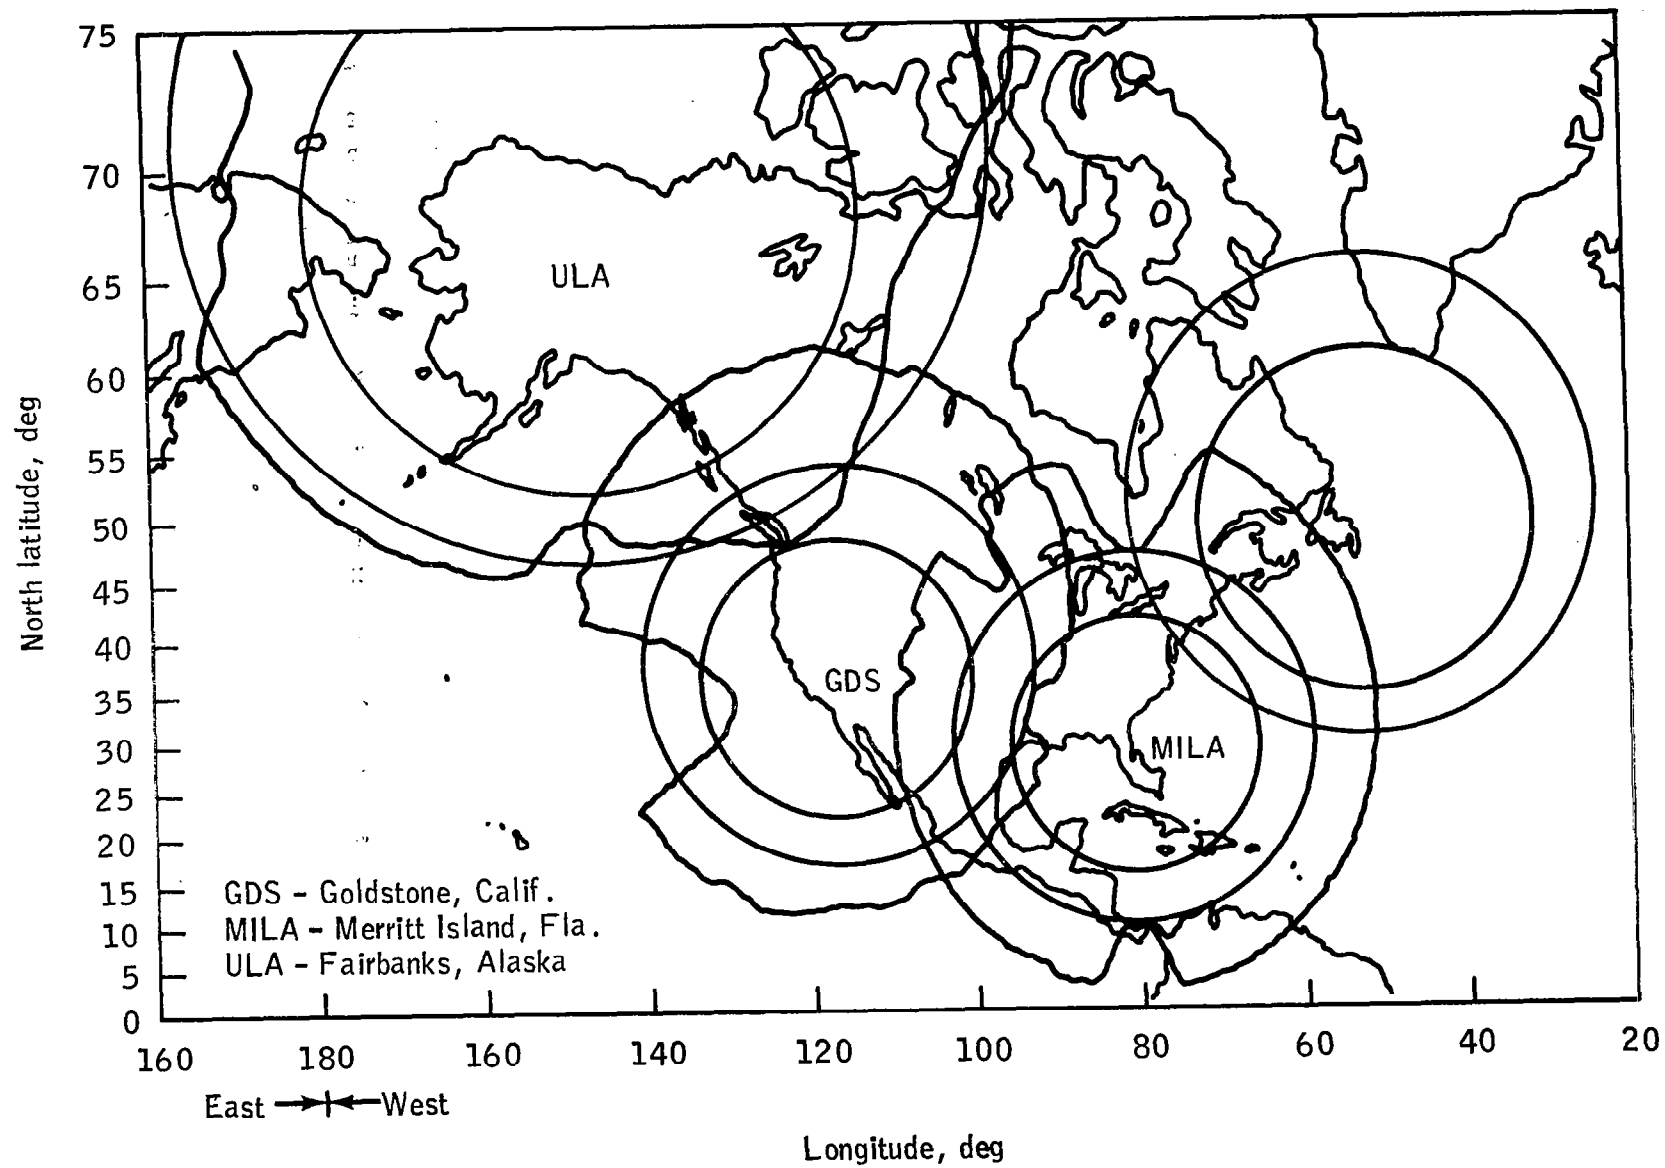 75
70
65
60
55
50
45
40
35
30
25
20
15
10
5
0
North latitude, deg
ULA
GDS
MILA
GDS – Goldstone, Calif.
MILA – Merritt Island, Fla.
ULA – Fairbanks, Alaska
160 180 160 140 120 100 80 60 40 20
East West
Longitude, deg